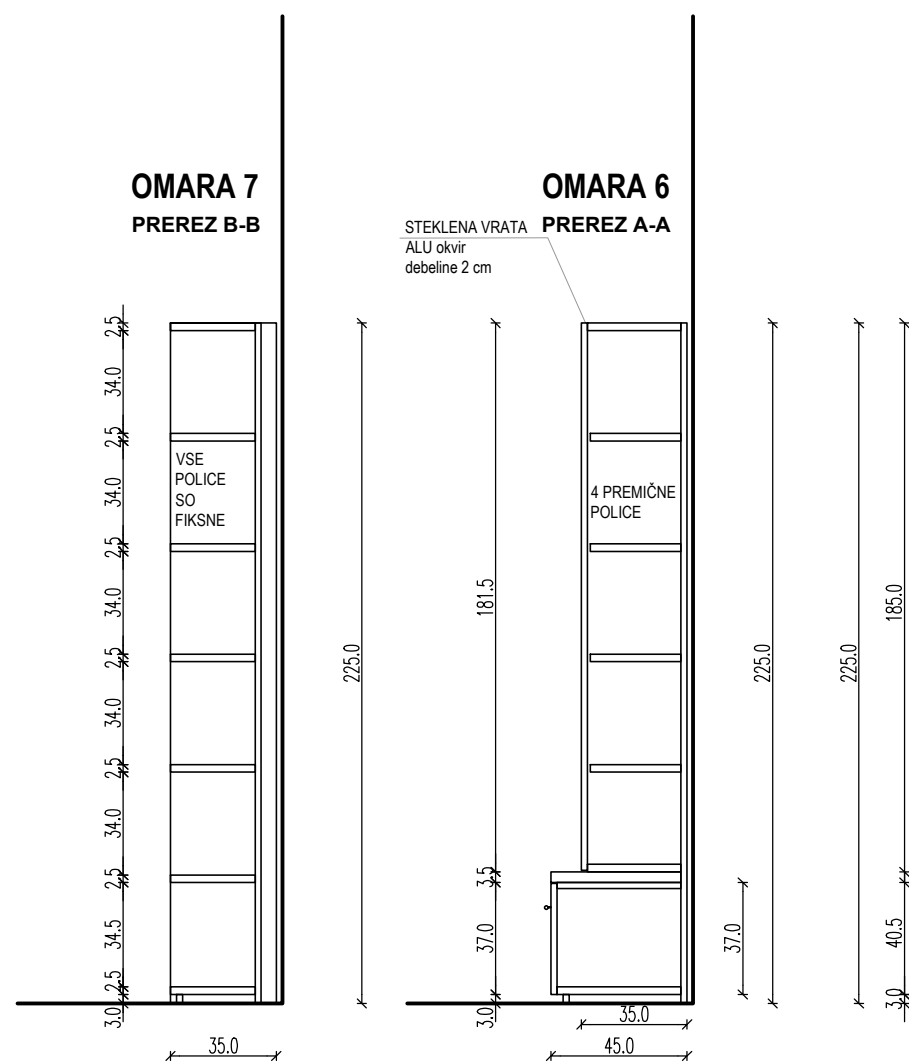 OMARA 7
PREREZ B-B
OMARA 6
PREREZ A-A
STEKLENA VRATA
ALU okvir
debeline 2 cm
VSE
POLICE
SO
FIKSNE
4 PREMIČNE
POLICE
2.5
34.0
2.5
34.0
2.5
34.0
2.5
34.0
2.5
34.0
2.5
34.5
2.5
3.0
35.0
225.0
181.5
3.5
37.0
3.0
35.0
45.0
37.0
225.0
225.0
185.0
40.5
3.0